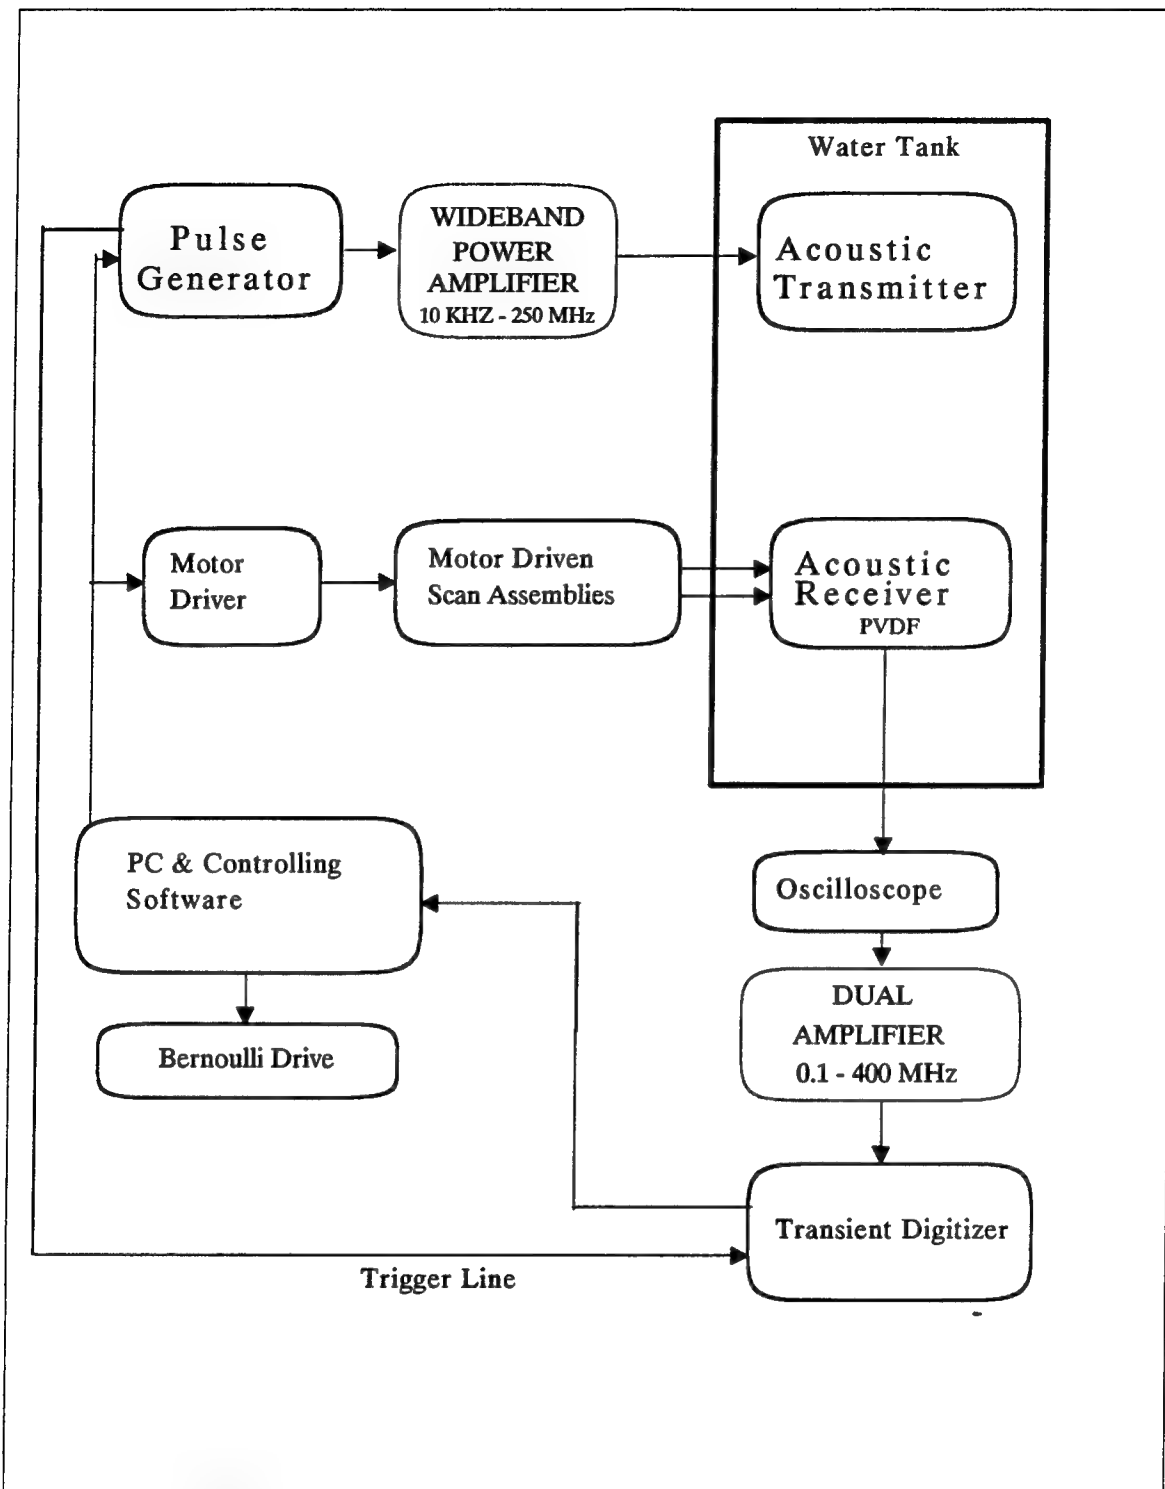 Water Tank
Pulse
Generator
WIDEBAND
POWER
AMPLIFIER
10 KHZ - 250 MHz
Acoustic
Transmitter
Motor
Driver
Motor Driven
Scan Assemblies
Acoustic
Receiver
PVDF
PC & Controlling
Software
Oscilloscope
Bernoulli Drive
DUAL
AMPLIFIER
0.1 - 400 MHz
Transient Digitizer
Trigger Line